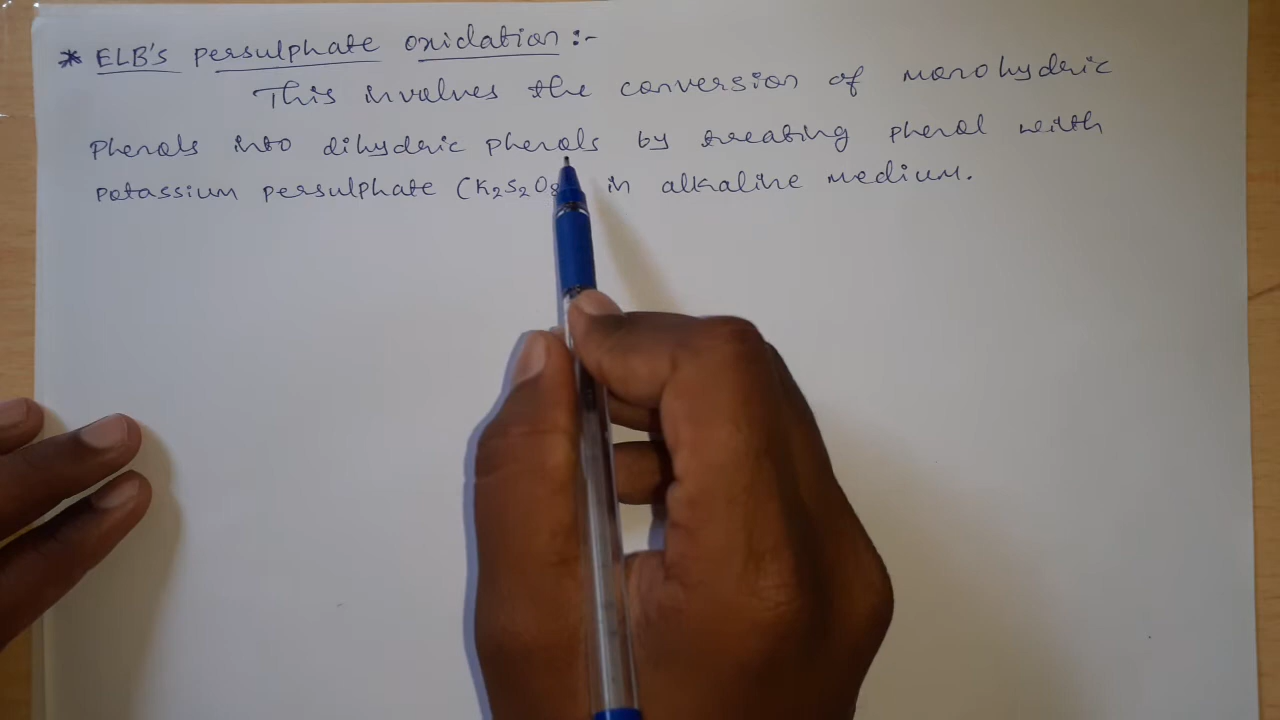 * ELB's persulphate oxidation :-
This involves the conversion of monohydric
phenols into dihydric phenols by treating phenol with
potassium persulphate (K2S2O8 in alkaline medium.